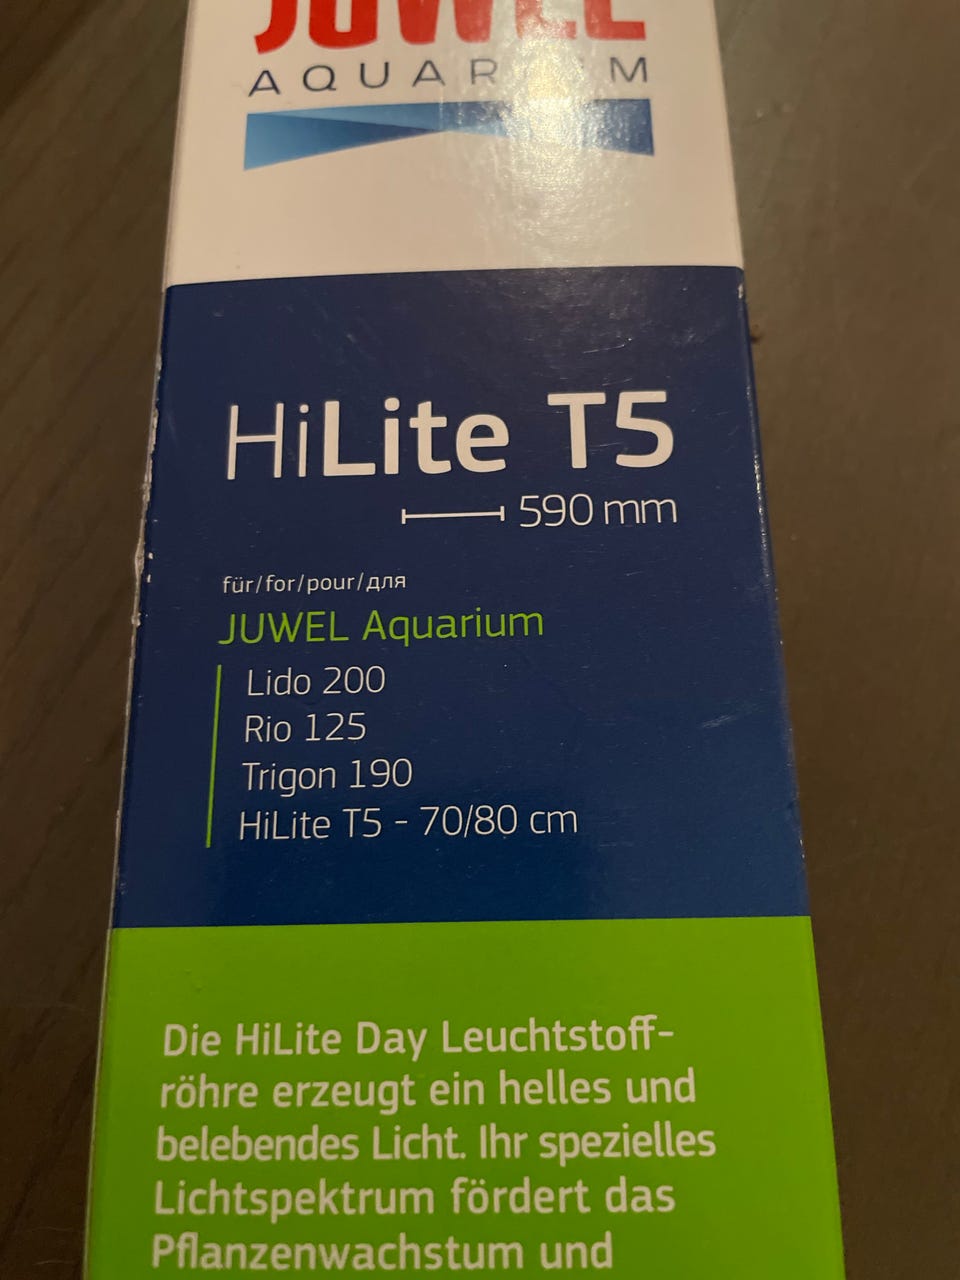 JUWEL
AQUARIUM
HiLite T5
590 mm
für/for/pour/для
JUWEL Aquarium
Lido 200
Rio 125
Trigon 190
HiLite T5 - 70/80 cm
Die HiLite Day Leuchtstoff-
röhre erzeugt ein helles und
belebendes Licht. Ihr spezielles
Lichtspektrum fördert das
Pflanzenwachstum und